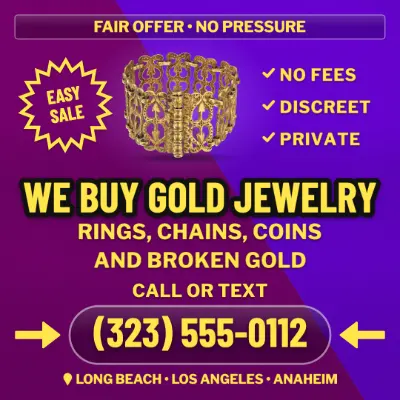 FAIR OFFER • NO PRESSURE
EASY
SALE
✓ NO FEES
✓ DISCREET
✓ PRIVATE
WE BUY GOLD JEWELRY
RINGS, CHAINS, COINS
AND BROKEN GOLD
CALL OR TEXT
(323) 555-0112
LONG BEACH • LOS ANGELES • ANAHEIM